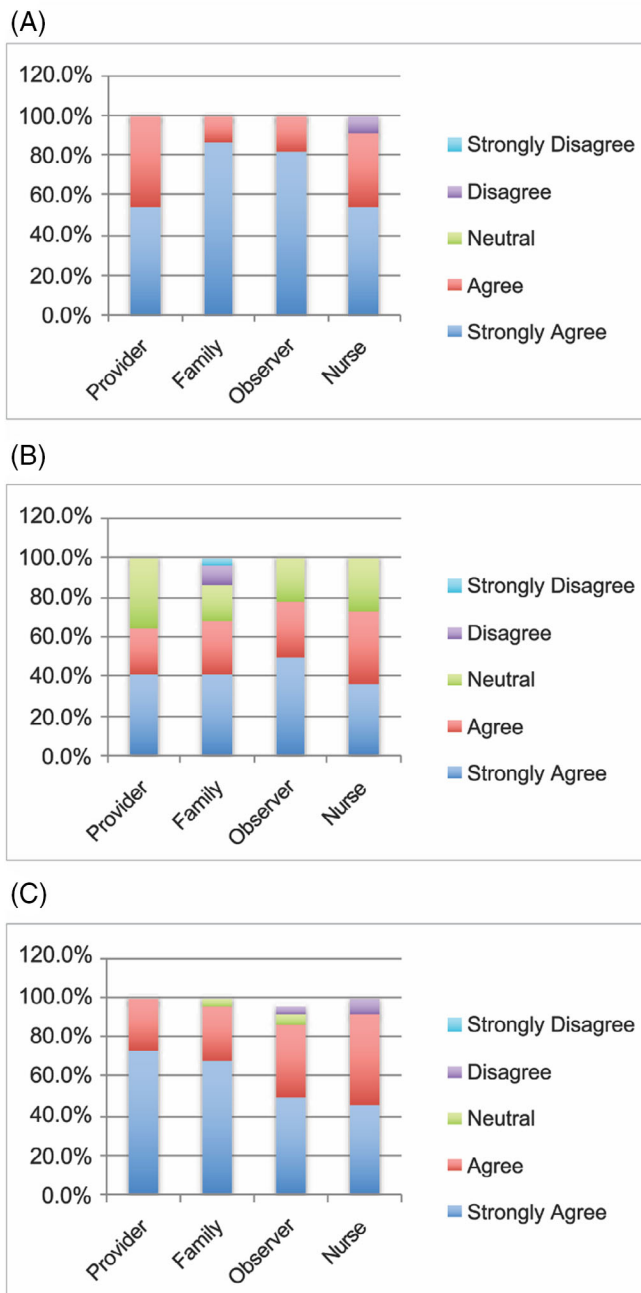 (A)
120.0%
100.0%
80.0%
60.0%
40.0%
20.0%
0.0%
Provider
Family
Observer
Nurse
Strongly Disagree
Disagree
Neutral
Agree
Strongly Agree
(B)
120.0%
100.0%
80.0%
60.0%
40.0%
20.0%
0.0%
Provider
Family
Observer
Nurse
Strongly Disagree
Disagree
Neutral
Agree
Strongly Agree
(C)
120.0%
100.0%
80.0%
60.0%
40.0%
20.0%
0.0%
Provider
Family
Observer
Nurse
Strongly Disagree
Disagree
Neutral
Agree
Strongly Agree